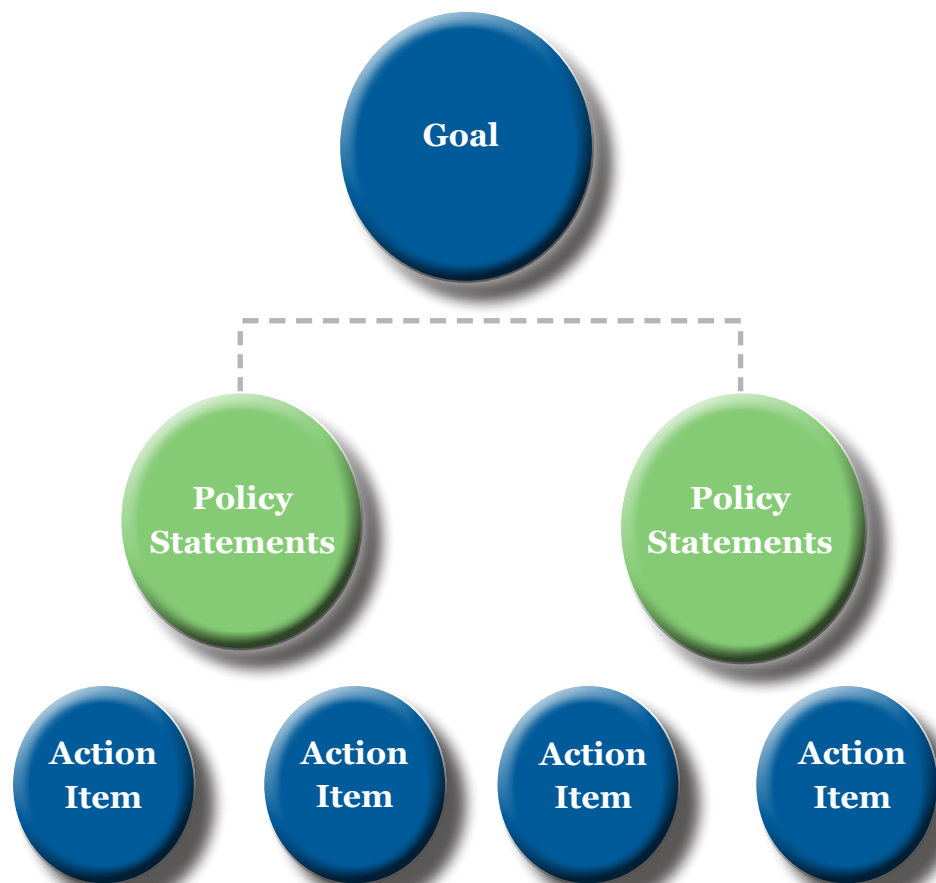 Goal
Policy
Statements
Policy
Statements
Action
Item
Action
Item
Action
Item
Action
Item